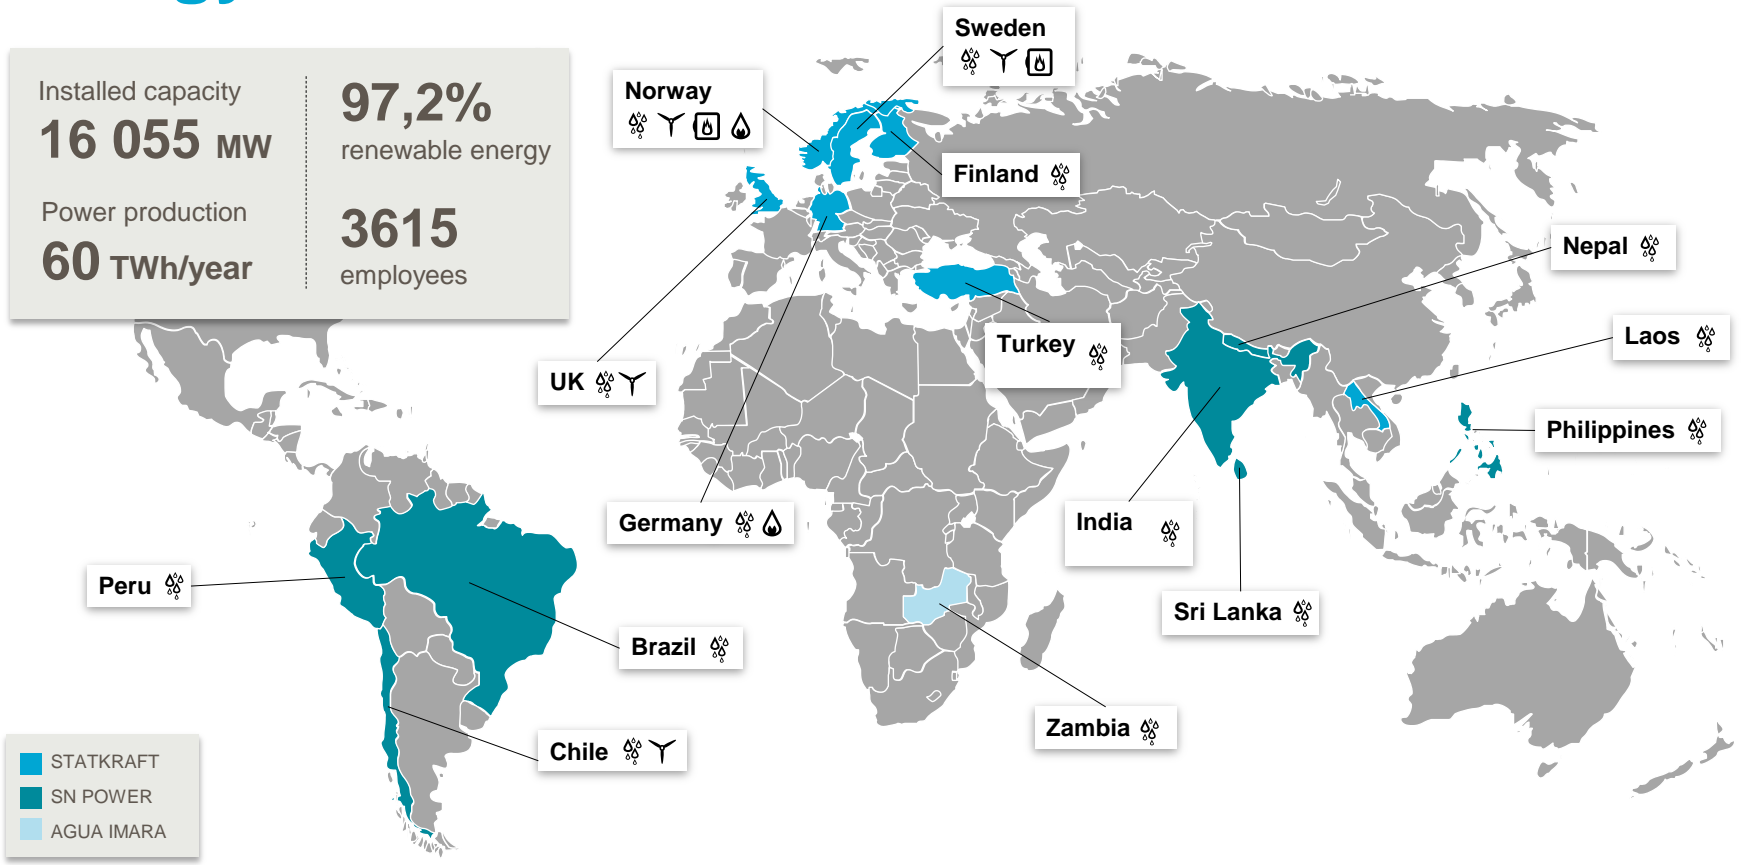 Installed capacity
16 055 MW
97,2%
renewable energy
Power production
60 TWh/year
3615
employees
Sweden
Norway
Finland
Nepal
Laos
Turkey
UK
Philippines
Germany
India
Peru
Sri Lanka
Brazil
Zambia
Chile
STATKRAFT
SN POWER
AGUA IMARA